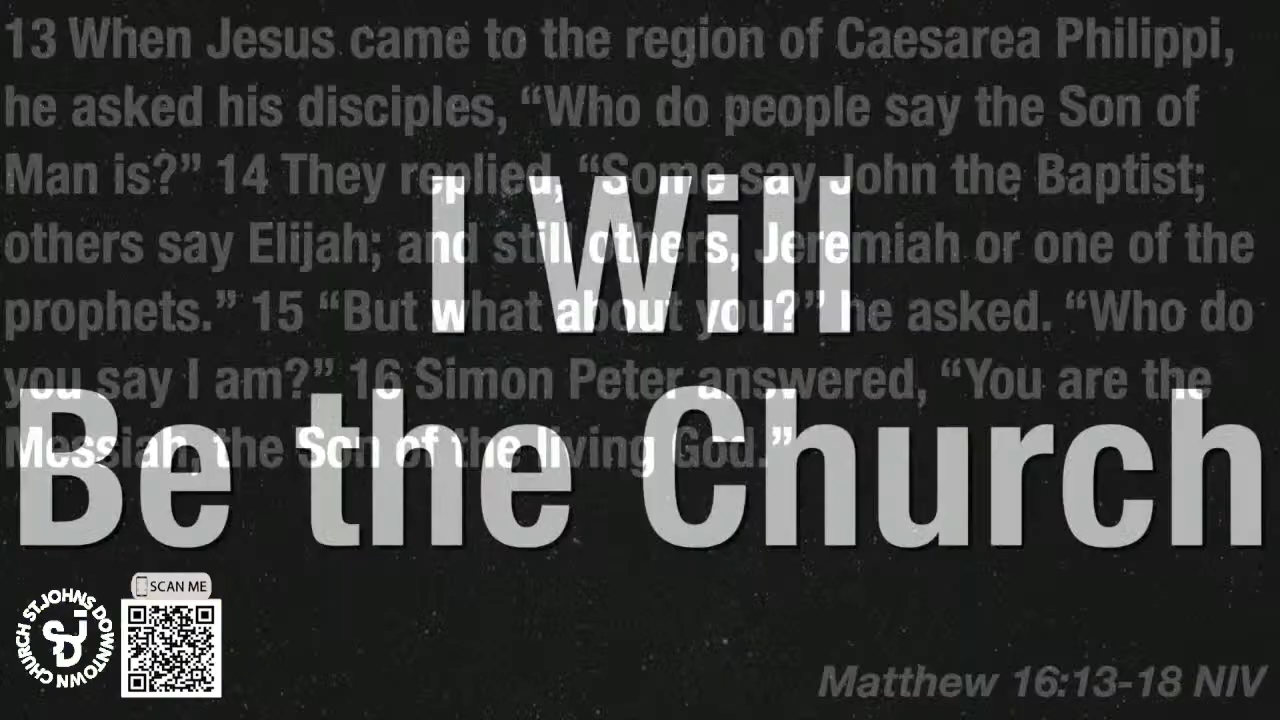 13 When Jesus came to the region of Caesarea Philippi,
he asked his disciples, “Who do people say the Son of
Man is?” 14 They replied, “Some say John the Baptist;
others say Elijah; and still others, Jeremiah or one of the
prophets.” 15 “But what about you?” he asked. “Who do
you say I am?” 16 Simon Peter answered, “You are the
Messiah, the Son of the living God.”
I Will
Be the Church
SCAN ME
ST.JOHNS DOWNTOWN CHURCH
SJD
Matthew 16:13-18 NIV